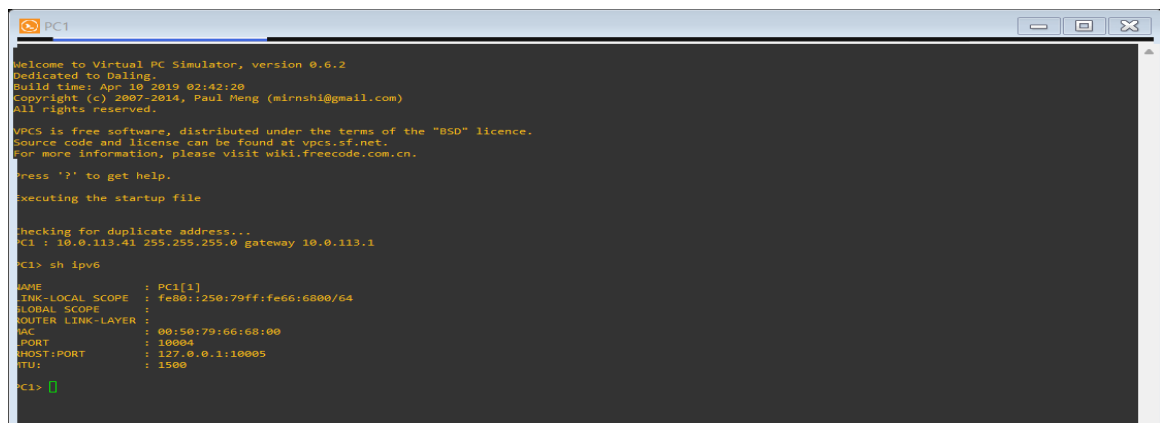 PC1
Welcome to Virtual PC Simulator, version 0.6.2
Dedicated to Daling.
Build time: Apr 10 2019 02:42:20
Copyright (c) 2007-2014, Paul Meng (mirnshi@gmail.com)
All rights reserved.
VPCS is free software, distributed under the terms of the "BSD" licence.
Source code and license can be found at vpcs.sf.net.
For more information, please visit wiki.freecode.com.cn.
Press '?' to get help.
Executing the startup file
Checking for duplicate address...
PC1 : 10.0.113.41 255.255.255.0 gateway 10.0.113.1
PC1> sh ipv6
NAME : PC1[1]
LINK-LOCAL SCOPE : fe80::250:79ff:fe66:6800/64
GLOBAL SCOPE :
ROUTER LINK-LAYER :
MAC : 00:50:79:66:68:00
LPORT : 10004
RHOST:PORT : 127.0.0.1:10005
MTU: : 1500
PC1>